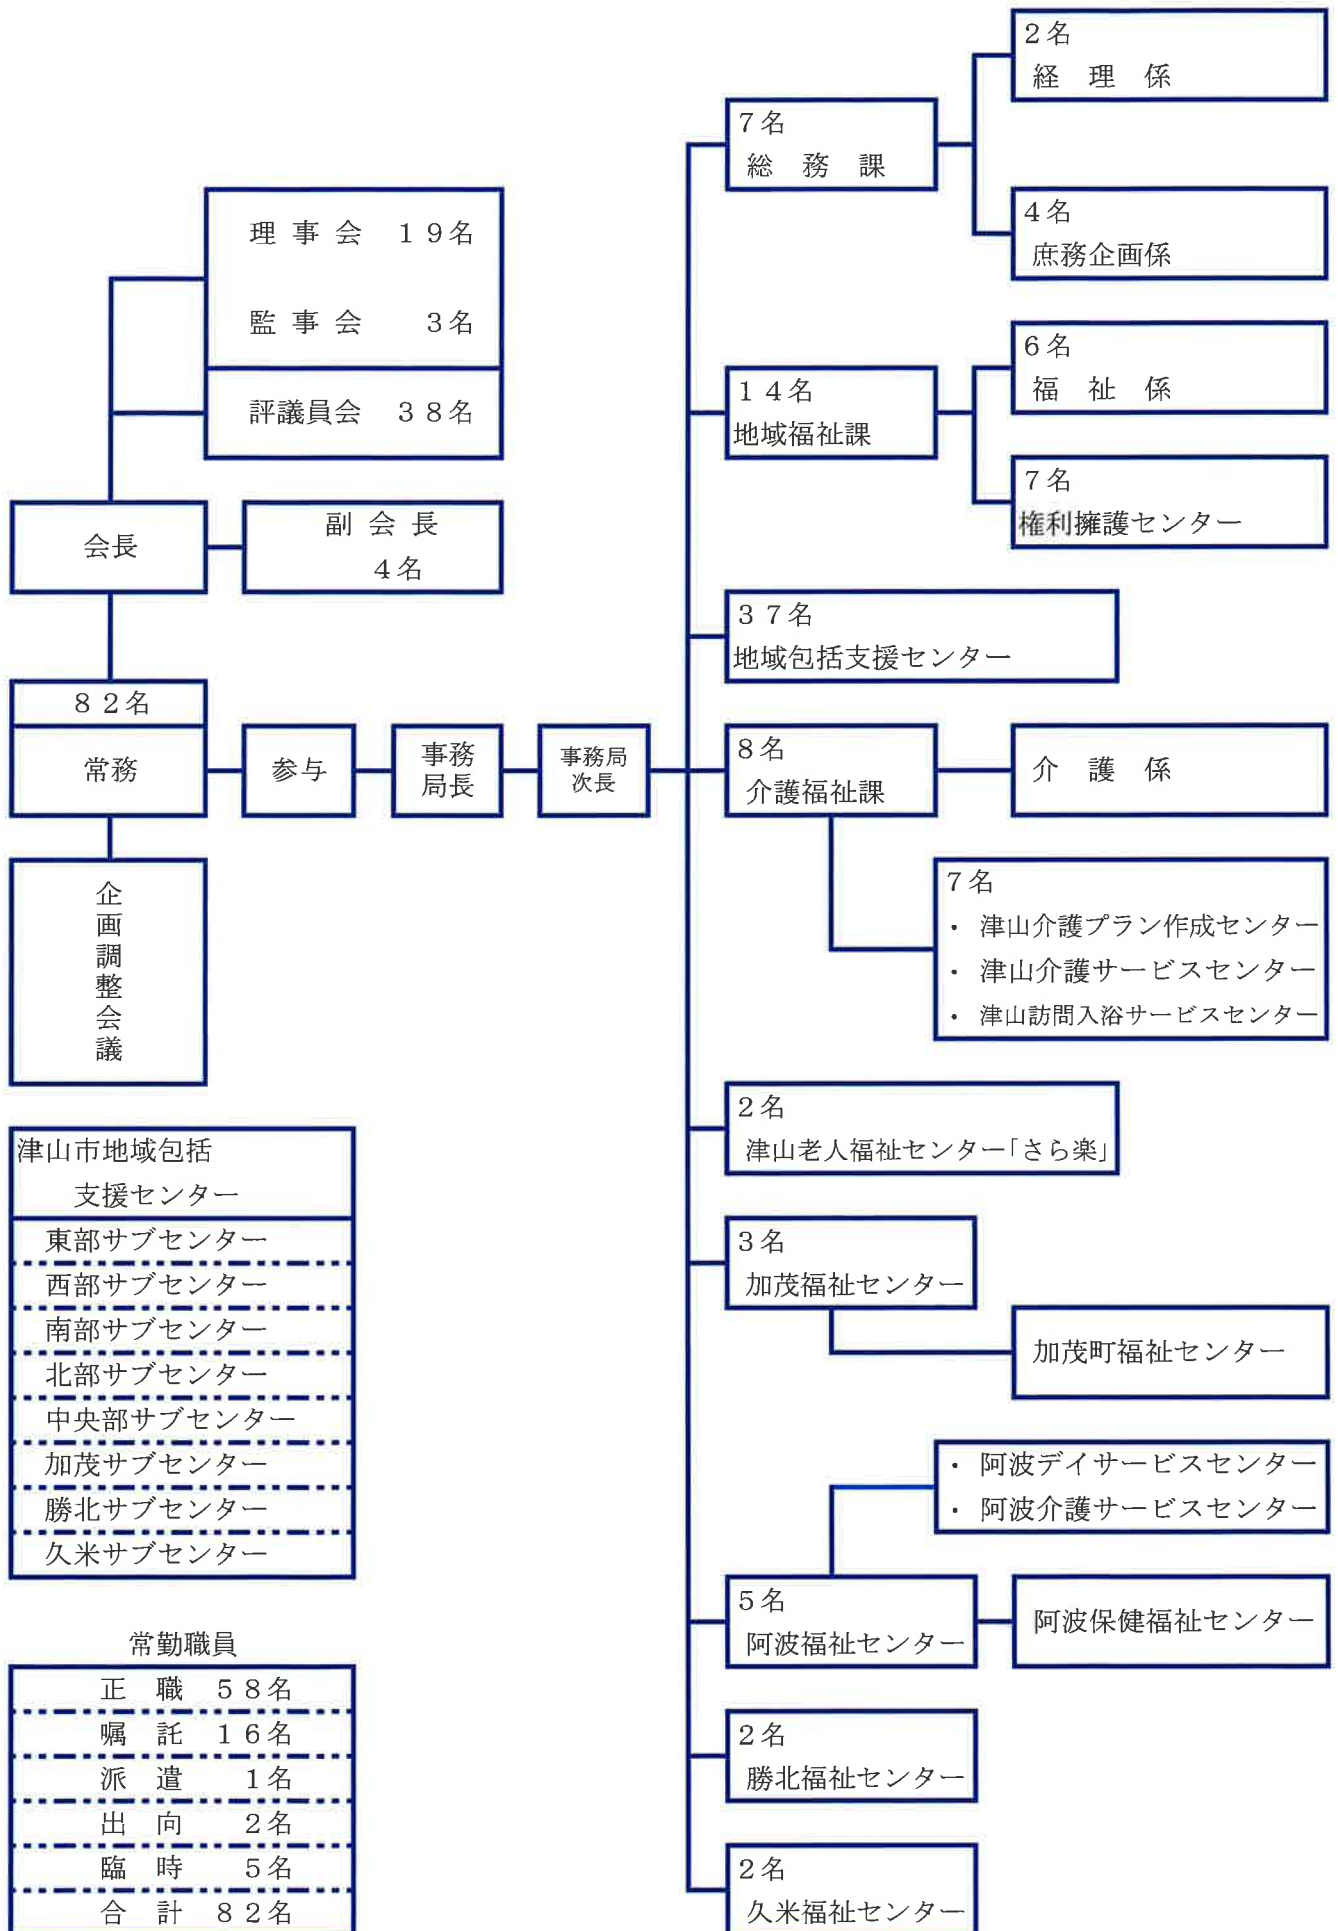 理事会 19名
監事会 3名
評議員会 38名
会長
副会長
4名
82名
常務
参与
事務
局長
事務局
次長
企画調整会議
7名
総務課
2名
経理係
4名
庶務企画係
14名
地域福祉課
6名
福祉係
7名
権利擁護センター
37名
地域包括支援センター
8名
介護福祉課
介護係
7名
・ 津山介護プラン作成センター
・ 津山介護サービスセンター
・ 津山訪問入浴サービスセンター
2名
津山老人福祉センター「さら楽」
3名
加茂福祉センター
加茂町福祉センター
・ 阿波デイサービスセンター
・ 阿波介護サービスセンター
5名
阿波福祉センター
阿波保健福祉センター
2名
勝北福祉センター
2名
久米福祉センター
津山市地域包括
支援センター
東部サブセンター
西部サブセンター
南部サブセンター
北部サブセンター
中央部サブセンター
加茂サブセンター
勝北サブセンター
久米サブセンター
常勤職員
正職 58名
嘱託 16名
派遣 1名
出向 2名
臨時 5名
合計 82名